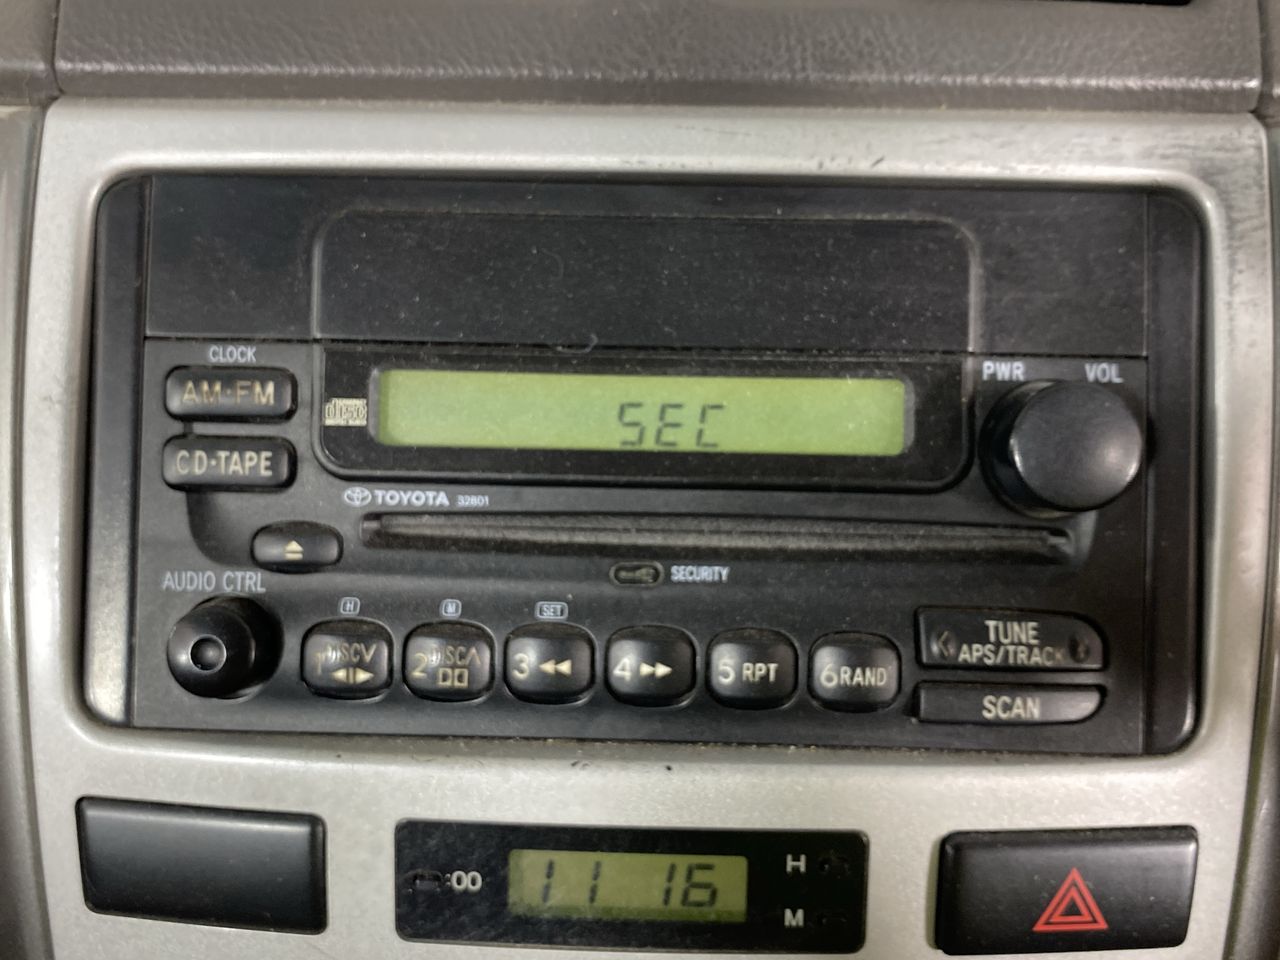 CLOCK
AM·FM
CD·TAPE
SEC
PWR
VOL
disc
TOYOTA 32801
SECURITY
AUDIO CTRL
H
M
SET
1 DISC∨
2 DISC∧
3 ◀◀
4 ▶▶
5 RPT
6 RAND
< TUNE >
APS/TRACK
SCAN
:00
11 16
H
M